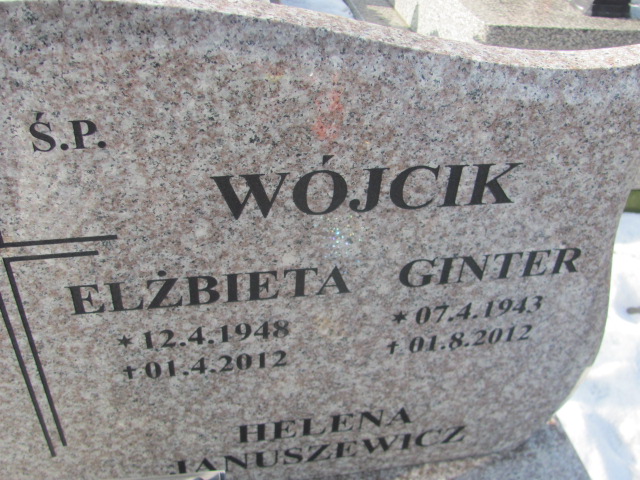 Ś.P.
WÓJCIK
ELŻBIETA GINTER
* 12.4.1948 * 07.4.1943
† 01.4.2012 † 01.8.2012
HELENA
JANUSZEWICZ